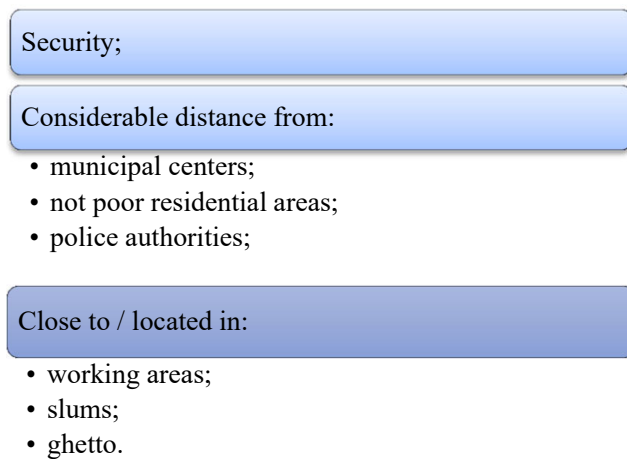 Security;
Considerable distance from:
• municipal centers;
• not poor residential areas;
• police authorities;
Close to / located in:
• working areas;
• slums;
• ghetto.